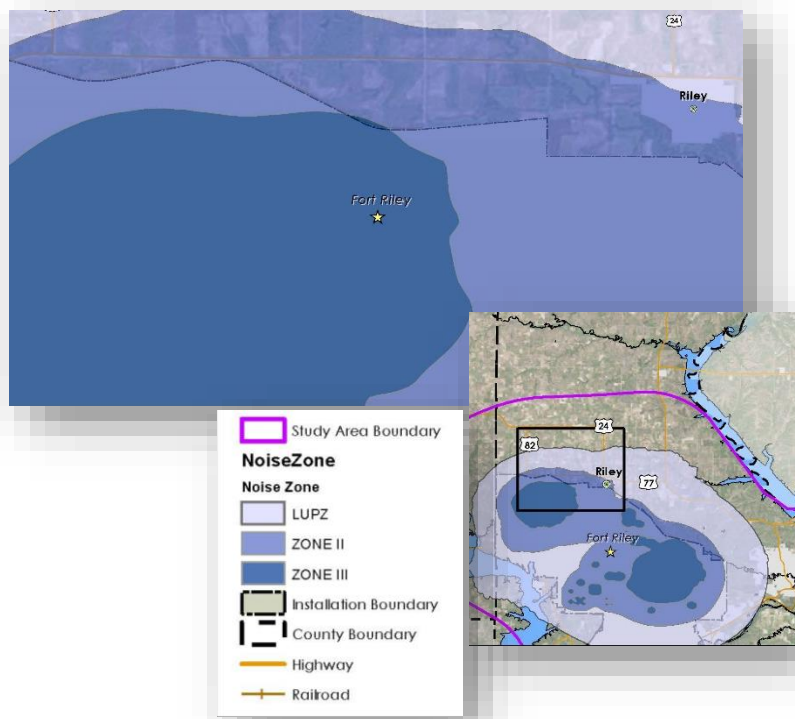 24
Riley
Fort Riley
Study Area Boundary
NoiseZone
Noise Zone
LUPZ
ZONE II
ZONE III
Installation Boundary
County Boundary
Highway
Railroad
24
82
Riley
77
Fort Riley